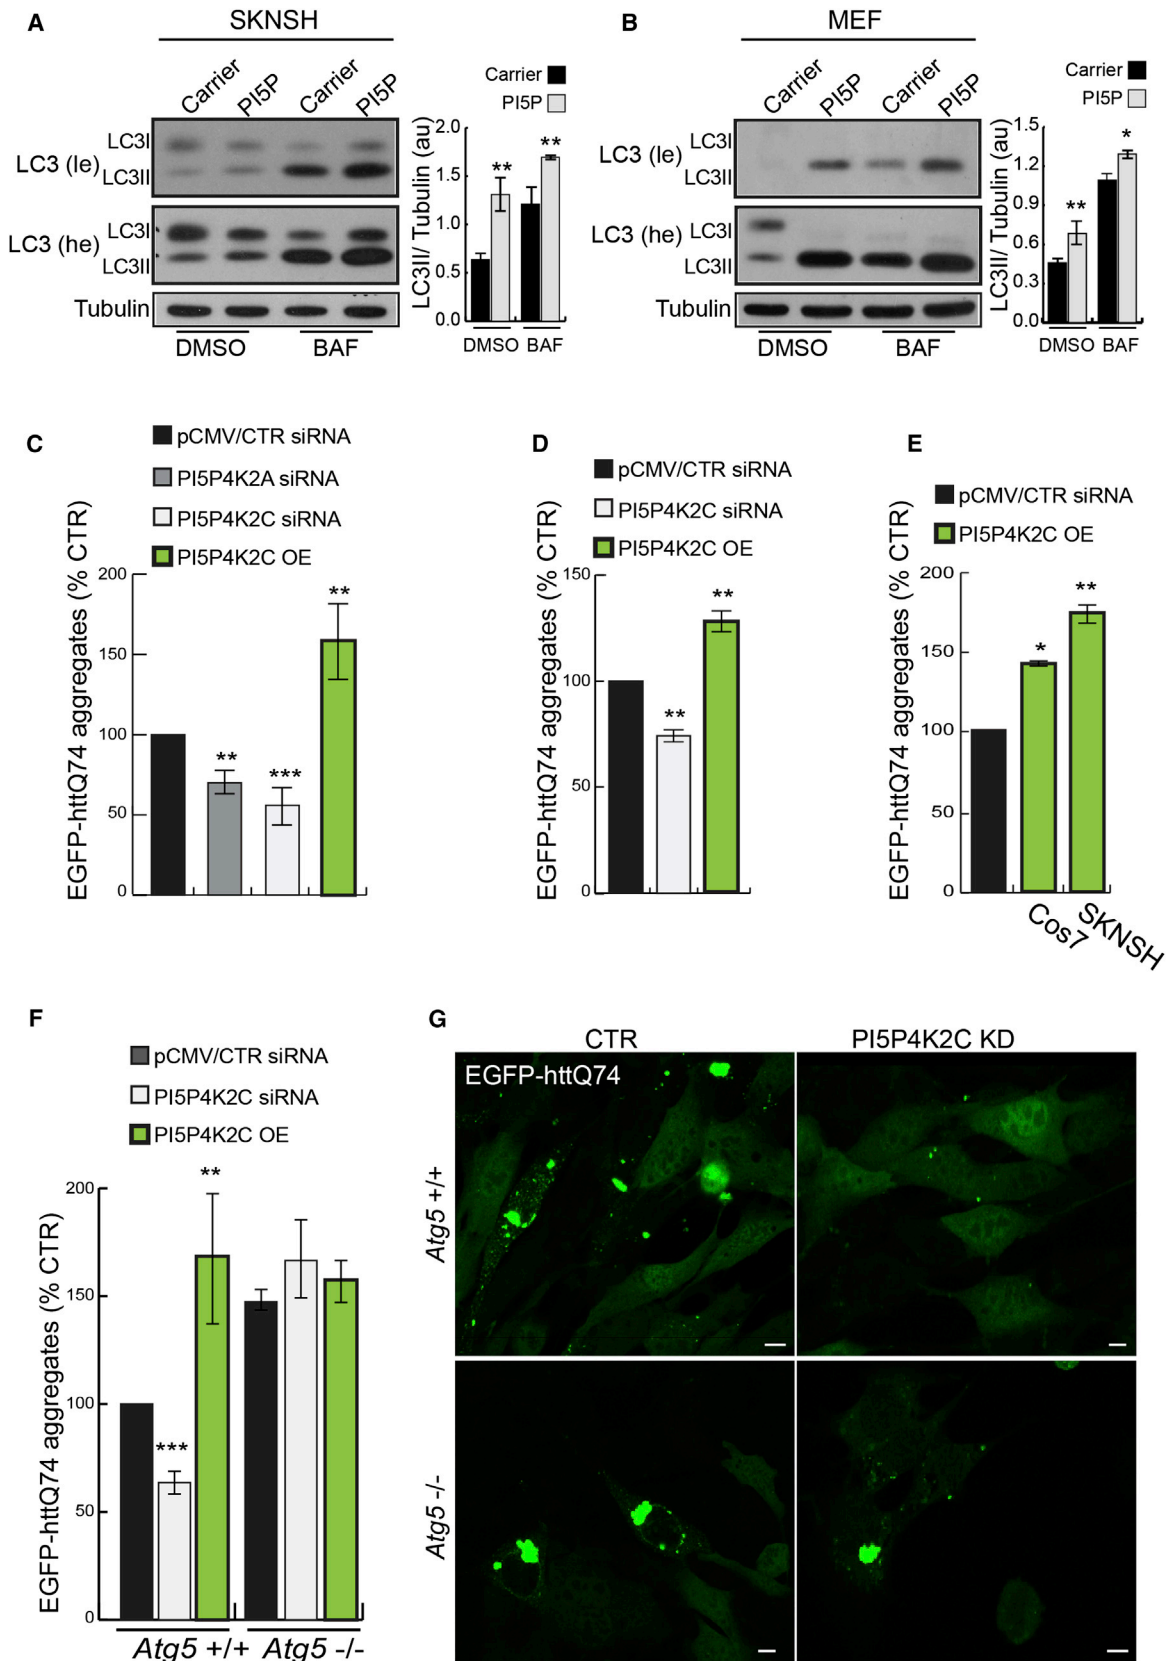 A
SKNSH
Carrier
PI5P
Carrier
PI5P
LC3 (le)
LC3I
LC3II
LC3 (he)
LC3I
LC3II
Tubulin
DMSO
BAF
Carrier
PI5P
LC3II/ Tubulin (au)
2.0
1.5
1.0
0.5
0.0
**
**
DMSO
BAF
B
MEF
Carrier
PI5P
Carrier
PI5P
LC3 (le)
LC3I
LC3II
LC3 (he)
LC3I
LC3II
Tubulin
DMSO
BAF
Carrier
PI5P
LC3II/ Tubulin (au)
1.5
1.2
0.9
0.6
0.3
0.0
**
*
DMSO
BAF
C
pCMV/CTR siRNA
PI5P4K2A siRNA
PI5P4K2C siRNA
PI5P4K2C OE
EGFP-httQ74 aggregates (% CTR)
200
150
100
50
0
**
***
**
D
pCMV/CTR siRNA
PI5P4K2C siRNA
PI5P4K2C OE
EGFP-httQ74 aggregates (% CTR)
150
100
50
0
**
**
E
pCMV/CTR siRNA
PI5P4K2C OE
EGFP-httQ74 aggregates (% CTR)
200
150
100
50
0
*
**
Cos7
SKNSH
F
pCMV/CTR siRNA
PI5P4K2C siRNA
PI5P4K2C OE
EGFP-httQ74 aggregates (% CTR)
200
150
100
50
0
***
**
Atg5 +/+
Atg5 -/-
G
CTR
PI5P4K2C KD
EGFP-httQ74
Atg5 +/+
Atg5 -/-